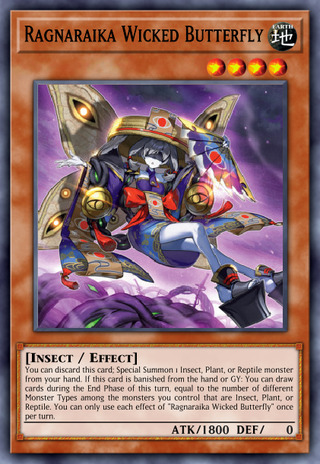 Ragnaraika Wicked Butterfly
EARTH
地
[Insect / Effect]
You can discard this card; Special Summon 1 Insect, Plant, or Reptile monster
from your hand. If this card is banished from the hand or GY: You can draw
cards during the End Phase of this turn, equal to the number of different
Monster Types among the monsters you control that are Insect, Plant, or
Reptile. You can only use each effect of "Ragnaraika Wicked Butterfly" once
per turn.
ATK/1800 DEF/ 0